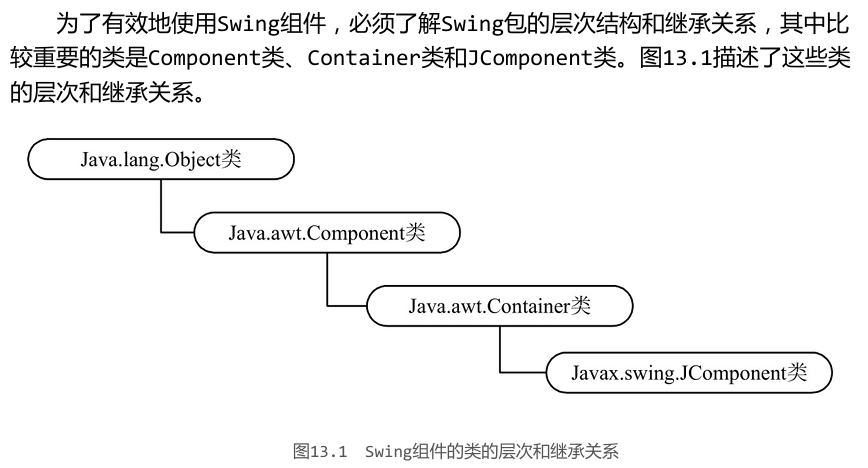 为了有效地使用Swing组件，必须了解Swing包的层次结构和继承关系，其中比
较重要的类是Component类、Container类和JComponent类。图13.1描述了这些类
的层次和继承关系。
Java.lang.Object类
Java.awt.Component类
Java.awt.Container类
Javax.swing.JComponent类
图13.1 Swing组件的类的层次和继承关系